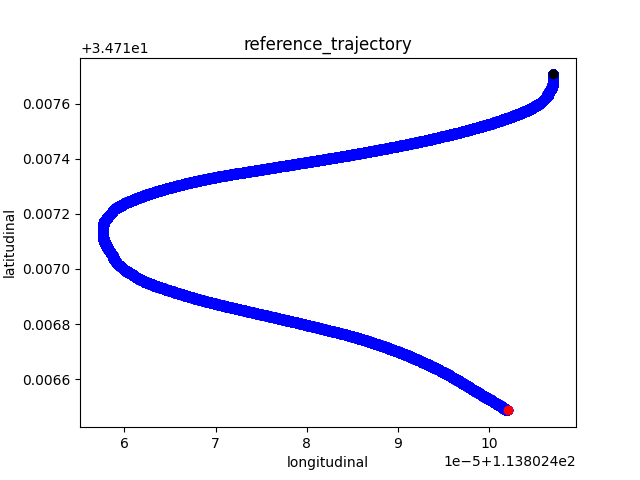 reference_trajectory
+3.471e1
0.0076
0.0074
0.0072
0.0070
0.0068
0.0066
latitudinal
6 7 8 9 10
longitudinal
1e−5+1.138024e2